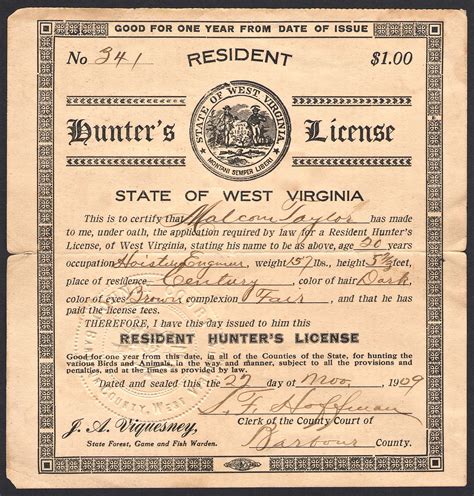 GOOD FOR ONE YEAR FROM DATE OF ISSUE
No 341 RESIDENT $1.00
Hunter's License
STATE OF WEST VIRGINIA
MONTANI SEMPER LIBERI
STATE OF WEST VIRGINIA
This is to certify that Malcom Taylor has made to
me, under oath, the application required by law for a Resident Hunter's
License, of West Virginia, stating his name to be as above, age 20 years
occupation Hoisting Engineer, weight 157 lbs., height feet,
place of residence Century, color of hair Dark,
color of eyes Brown complexion Fair, and that he has
paid the license fees.
THEREFORE, I have this day issued to him this
RESIDENT HUNTER'S LICENSE
Good for one year from this date, in all of the Counties of the State, for hunting the
various Birds and Animals, in the way and manner, subject to all the provisions and
penalties, and at the times as provided by law.
Dated and sealed this the 22 day of Nov, 1909
S. F. Hoffman
J. A. Viquesney, Clerk of the County Court of
State Forest, Game and Fish Warden. Barbour County.